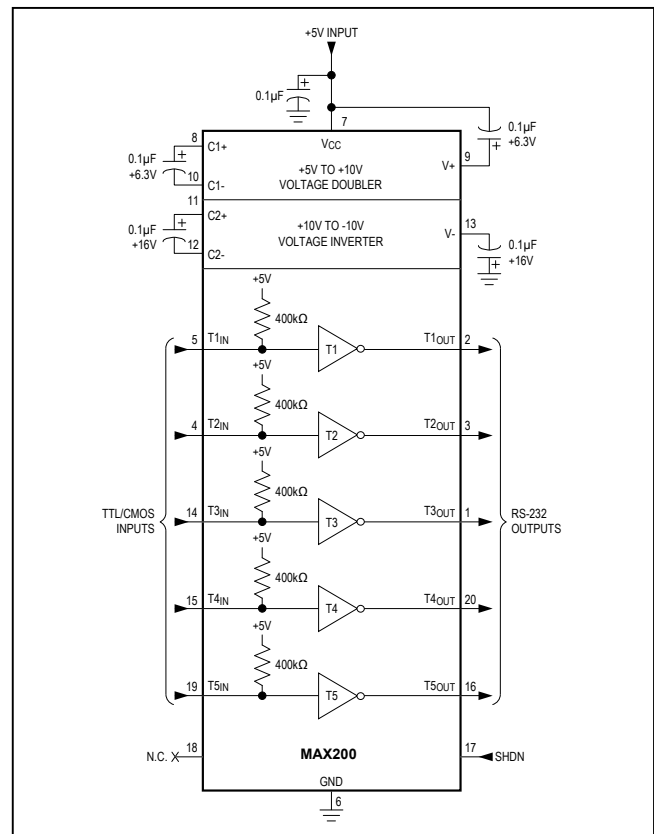 +5V INPUT
0.1µF
7
0.1µF
+6.3V
8
C1+
VCC
0.1µF
+6.3V
+5V TO +10V
VOLTAGE DOUBLER
V+
9
10
C1-
11
C2+
0.1µF
+16V
+10V TO -10V
VOLTAGE INVERTER
V-
13
12
C2-
0.1µF
+16V
+5V
400kΩ
5
T1IN
T1
T1OUT
2
+5V
400kΩ
4
T2IN
T2
T2OUT
3
+5V
400kΩ
TTL/CMOS
INPUTS
14
T3IN
T3
T3OUT
1
RS-232
OUTPUTS
+5V
400kΩ
15
T4IN
T4
T4OUT
20
+5V
400kΩ
19
T5IN
T5
T5OUT
16
N.C.
18
MAX200
17
SHDN
GND
6